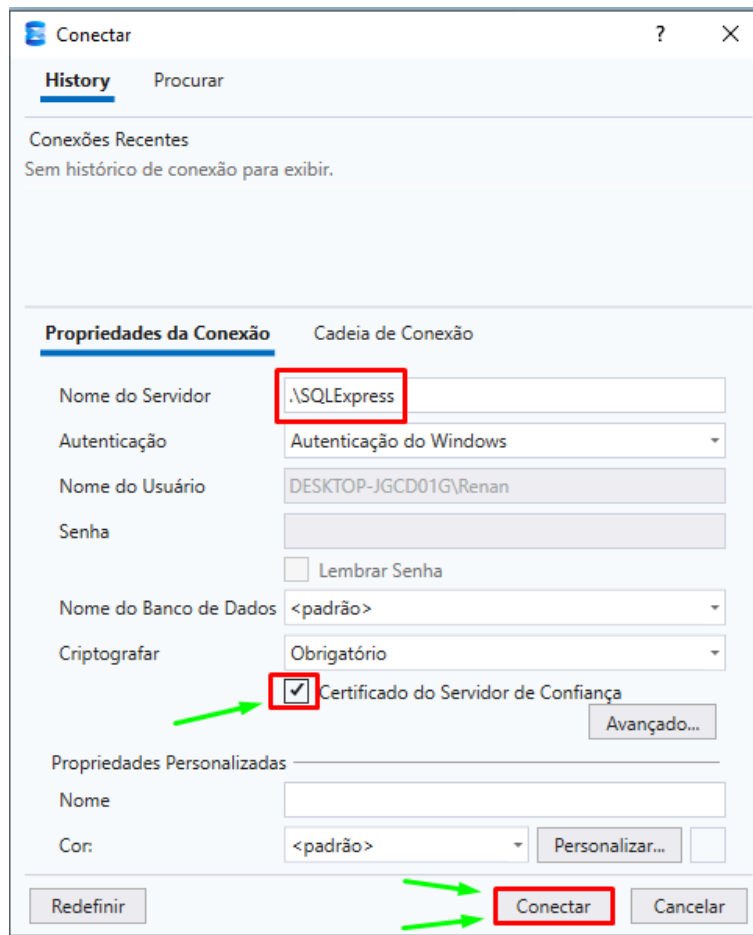 Conectar
? 
History Procurar
Conexões Recentes
Sem histórico de conexão para exibir.
Propriedades da Conexão Cadeia de Conexão
Nome do Servidor .\SQLExpress
Autenticação Autenticação do Windows
Nome do Usuário DESKTOP-JGCD01G\Renan
Senha
Lembrar Senha
Nome do Banco de Dados <padrão>
Criptografar Obrigatório
Certificado do Servidor de Confiança
Avançado...
Propriedades Personalizadas
Nome
Cor: <padrão> Personalizar...
Redefinir Conectar Cancelar